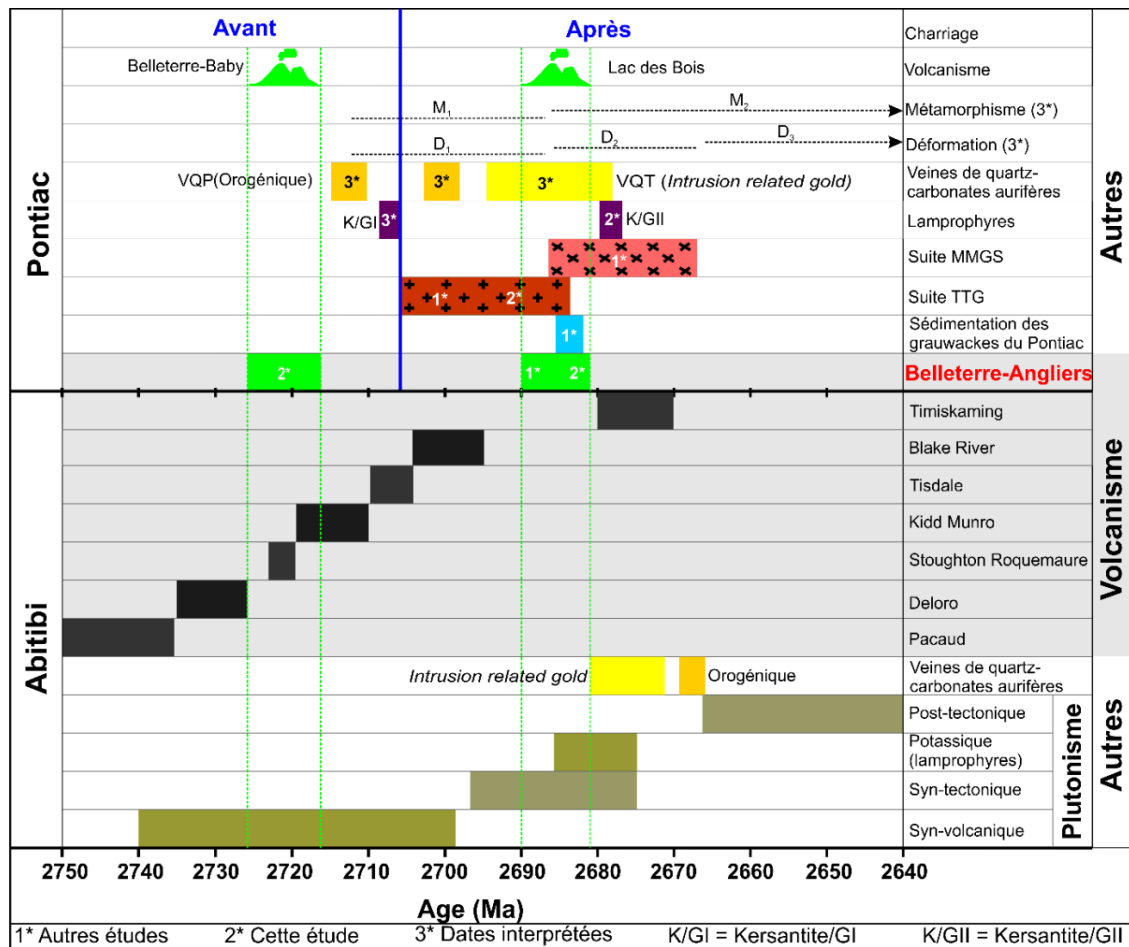 Avant
Après
Charriage
Belleterre-Baby
Lac des Bois
Volcanisme
M1
M2
Métamorphisme (3*)
D1
D2
D3
Déformation (3*)
VQP(Orogénique)
3*
3*
3*
VQT (Intrusion related gold)
Veines de quartz-
carbonates aurifères
K/GI
3*
2*
K/GII
Lamprophyres
1*
Suite MMGS
1*
2*
Suite TTG
1*
Sédimentation des
grauwackes du Pontiac
2*
1*
2*
Belleterre-Angliers
Pontiac
Autres
Timiskaming
Blake River
Tisdale
Kidd Munro
Stoughton Roquemaure
Deloro
Pacaud
Volcanisme
Abitibi
Intrusion related gold
Orogénique
Veines de quartz-
carbonates aurifères
Post-tectonique
Potassique
(lamprophyres)
Syn-tectonique
Syn-volcanique
Plutonisme
Autres
2750 2740 2730 2720 2710 2700 2690 2680 2670 2660 2650 2640
Age (Ma)
1* Autres études 2* Cette étude 3* Dates interprétées K/GI = Kersantite/GI K/GII = Kersantite/GII